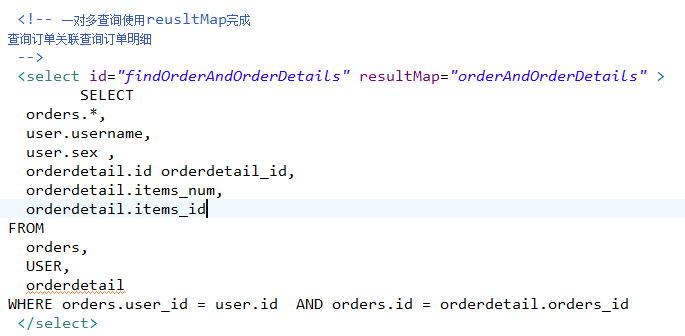 <!-- 一对多查询使用reusltMap完成
查询订单关联查询订单明细
-->
<select id="findOrderAndOrderDetails" resultMap="orderAndOrderDetails" >
SELECT
orders.*,
user.username,
user.sex ,
orderdetail.id orderdetail_id,
orderdetail.items_num,
orderdetail.items_id
FROM
orders,
USER,
orderdetail
WHERE orders.user_id = user.id  AND orders.id = orderdetail.orders_id
</select>